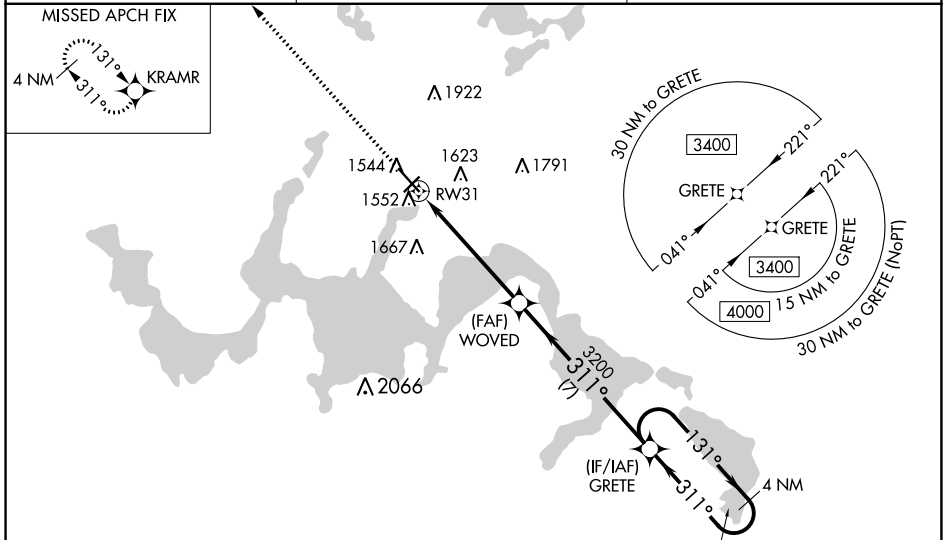 MISSED APCH FIX
131°
4 NM
KRAMR
311°
1922
1544
1623
1791
1552
RW31
1667
(FAF)
WOVED
2066
3200
311°
(7)
(IF/IAF)
GRETE
131°
4 NM
311°
30 NM to GRETE
3400
221°
GRETE
041°
221°
GRETE
041°
3400
15 NM to GRETE
4000
30 NM to GRETE (NoPT)